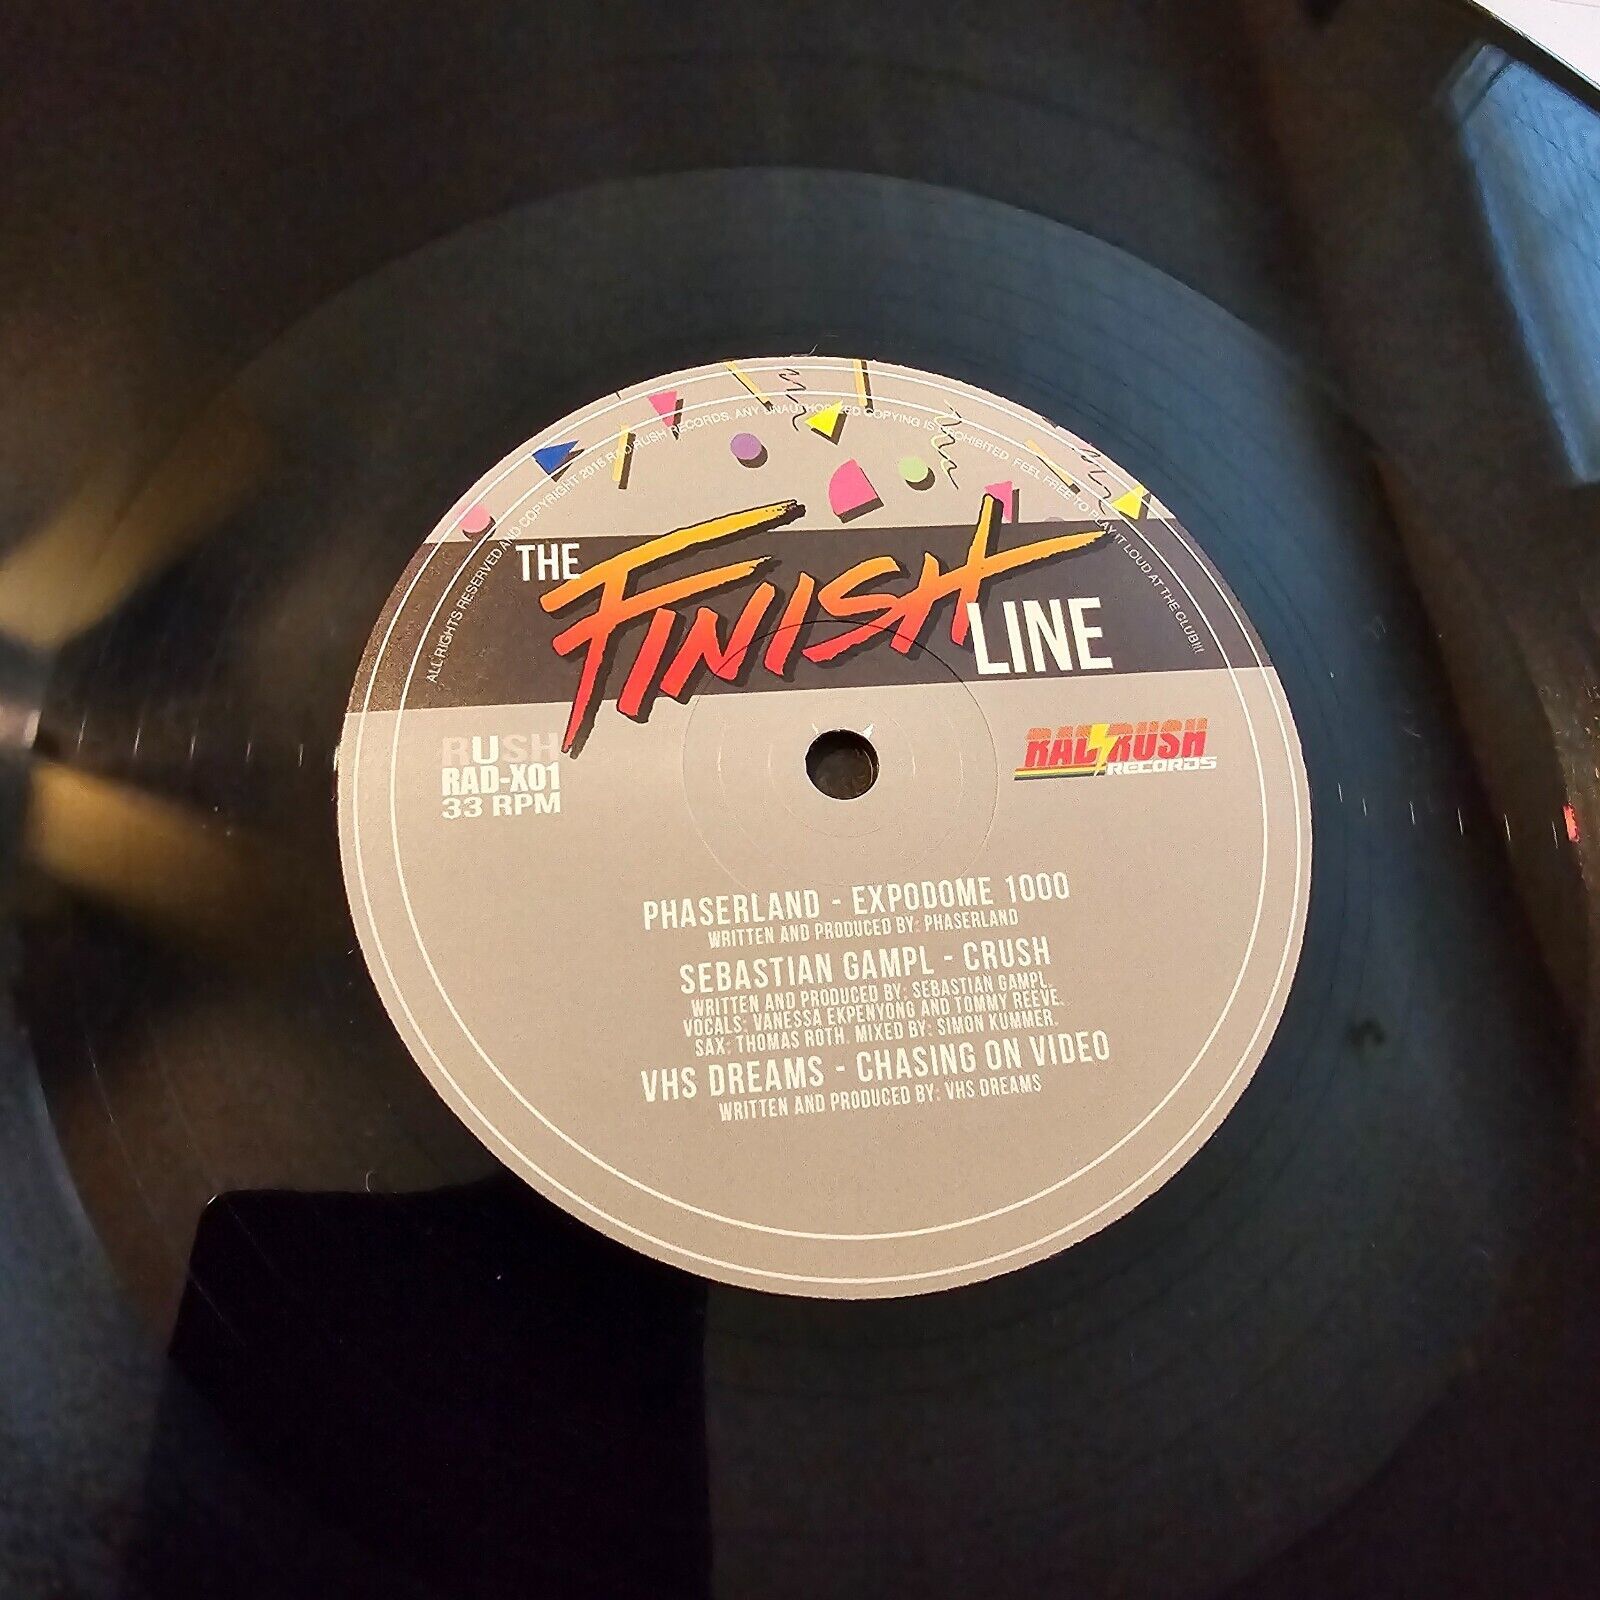 ALL RIGHTS RESERVED AND COPYRIGHT 2018 RAD RUSH RECORDS, ANY UNAUTHORIZED COPYING IS PROHIBITED. FEEL FREE TO PLAY IT LOUD AT THE CLUB!!!
THE FINISH LINE
RUSH
RAD-X01
33 RPM
RAD RUSH
RECORDS
PHASERLAND - EXPODOME 1000
WRITTEN AND PRODUCED BY: PHASERLAND
SEBASTIAN GAMPL - CRUSH
WRITTEN AND PRODUCED BY: SEBASTIAN GAMPL.
VOCALS: VANESSA EKPENYONG AND TOMMY REEVE.
SAX: THOMAS ROTH. MIXED BY: SIMON KUMMER.
VHS DREAMS - CHASING ON VIDEO
WRITTEN AND PRODUCED BY: VHS DREAMS